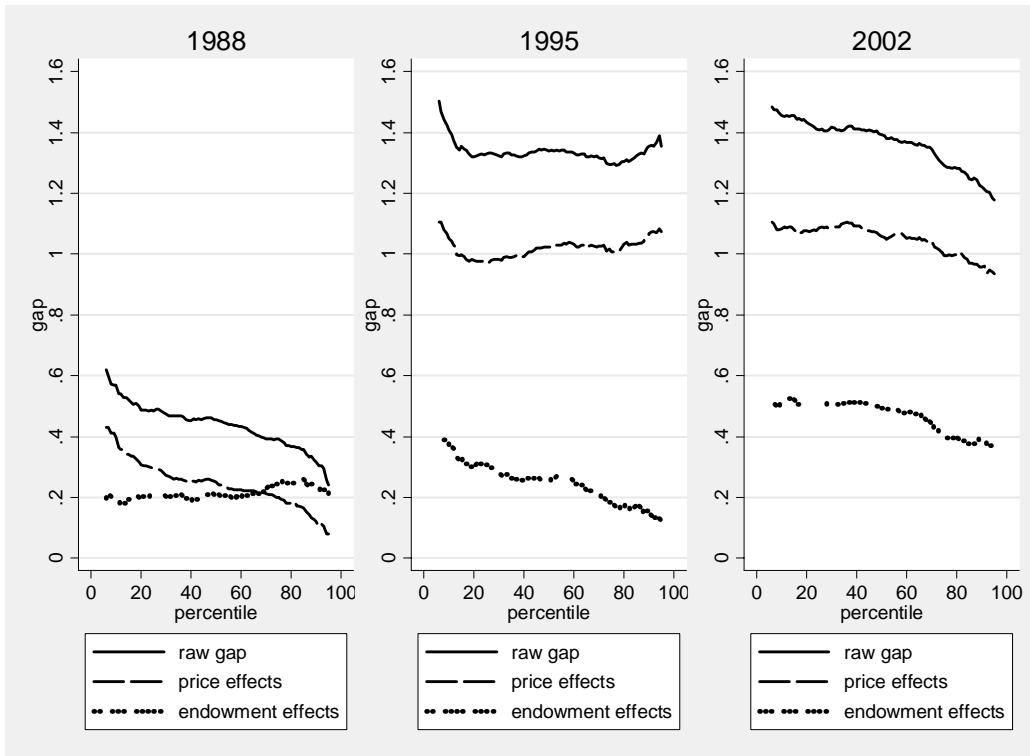 1988
1.6
1.4
1.2
1
.8
.6
.4
.2
0
gap
0 20 40 60 80 100
percentile
raw gap
price effects
endowment effects
1995
1.6
1.4
1.2
1
.8
.6
.4
.2
0
gap
0 20 40 60 80 100
percentile
raw gap
price effects
endowment effects
2002
1.6
1.4
1.2
1
.8
.6
.4
.2
0
gap
0 20 40 60 80 100
percentile
raw gap
price effects
endowment effects